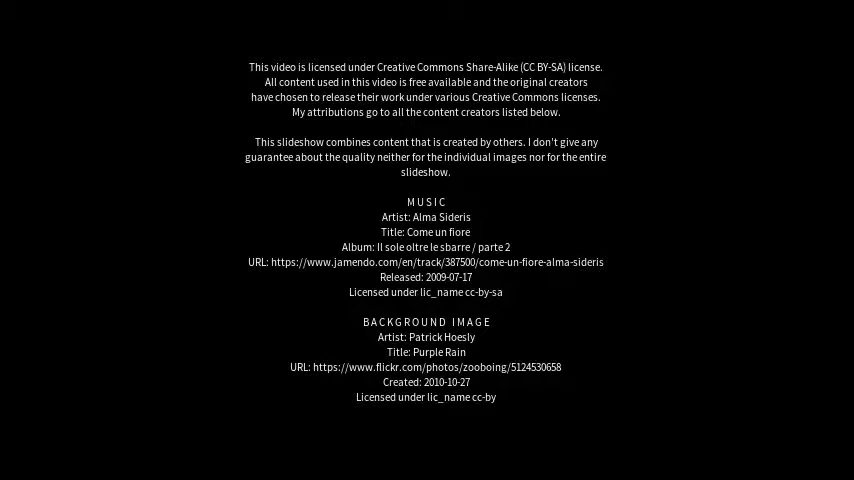 This video is licensed under Creative Commons Share-Alike (CC BY-SA) license.
All content used in this video is free available and the original creators
have chosen to release their work under various Creative Commons licenses.
My attributions go to all the content creators listed below.
This slideshow combines content that is created by others. I don't give any
guarantee about the quality neither for the individual images nor for the entire
slideshow.
MUSIC
Artist: Alma Sideris
Title: Come un fiore
Album: Il sole oltre le sbarre / parte 2
URL: https://www.jamendo.com/en/track/387500/come-un-fiore-alma-sideris
Released: 2009-07-17
Licensed under lic_name cc-by-sa
BACKGROUND IMAGE
Artist: Patrick Hoesly
Title: Purple Rain
URL: https://www.flickr.com/photos/zooboing/5124530658
Created: 2010-10-27
Licensed under lic_name cc-by